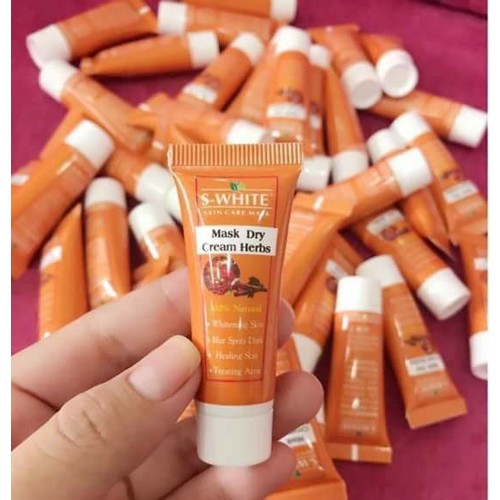 S-WHITE
SKIN CARE MASK
Mask Dry
Cream Herbs
100% Natural
• Whitening Skin
• Blur Spots Dark
• Healing Skin
• Treating Acne